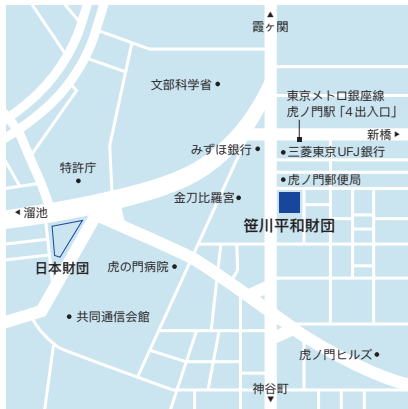 ▲
霞ヶ関
文部科学省
東京メトロ銀座線
虎ノ門駅「4出入口」
新橋▶
みずほ銀行
三菱東京UFJ銀行
特許庁
虎ノ門郵便局
金刀比羅宮
◀溜池
笹川平和財団
日本財団
虎の門病院
共同通信会館
虎ノ門ヒルズ
神谷町
▼